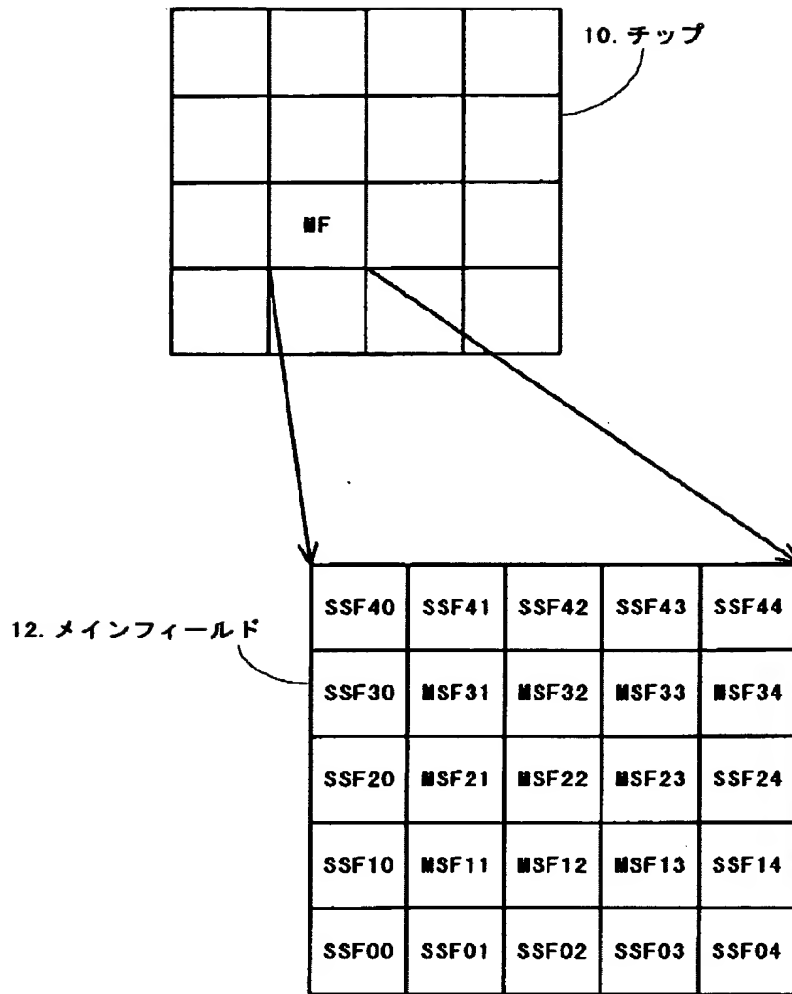 10. チップ
MF
12. メインフィールド
SSF40 SSF41 SSF42 SSF43 SSF44
SSF30 MSF31 MSF32 MSF33 MSF34
SSF20 MSF21 MSF22 MSF23 SSF24
SSF10 MSF11 MSF12 MSF13 SSF14
SSF00 SSF01 SSF02 SSF03 SSF04